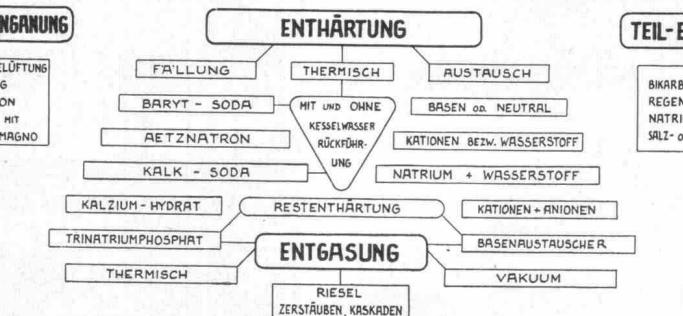 NGANUNG
ELÜFTUNG
G
ON
MIT
MAGNO
ENTHÄRTUNG
FÄLLUNG
THERMISCH
AUSTAUSCH
BARYT - SODA
MIT UND OHNE
KESSELWASSER
RÜCKFÜHR-
UNG
BASEN OD. NEUTRAL
AETZNATRON
KATIONEN BEZW. WASSERSTOFF
KALK - SODA
NATRIUM + WASSERSTOFF
KALZIUM-HYDRAT
RESTENTHÄRTUNG
KATIONEN + ANIONEN
TRINATRIUMPHOSPHAT
BASENAUSTAUSCHER
ENTGASUNG
THERMISCH
VAKUUM
RIESEL
ZERSTÄUBEN, KASKADEN
TEIL-E
BIKARB
REGEN
NATRI
SALZ- o